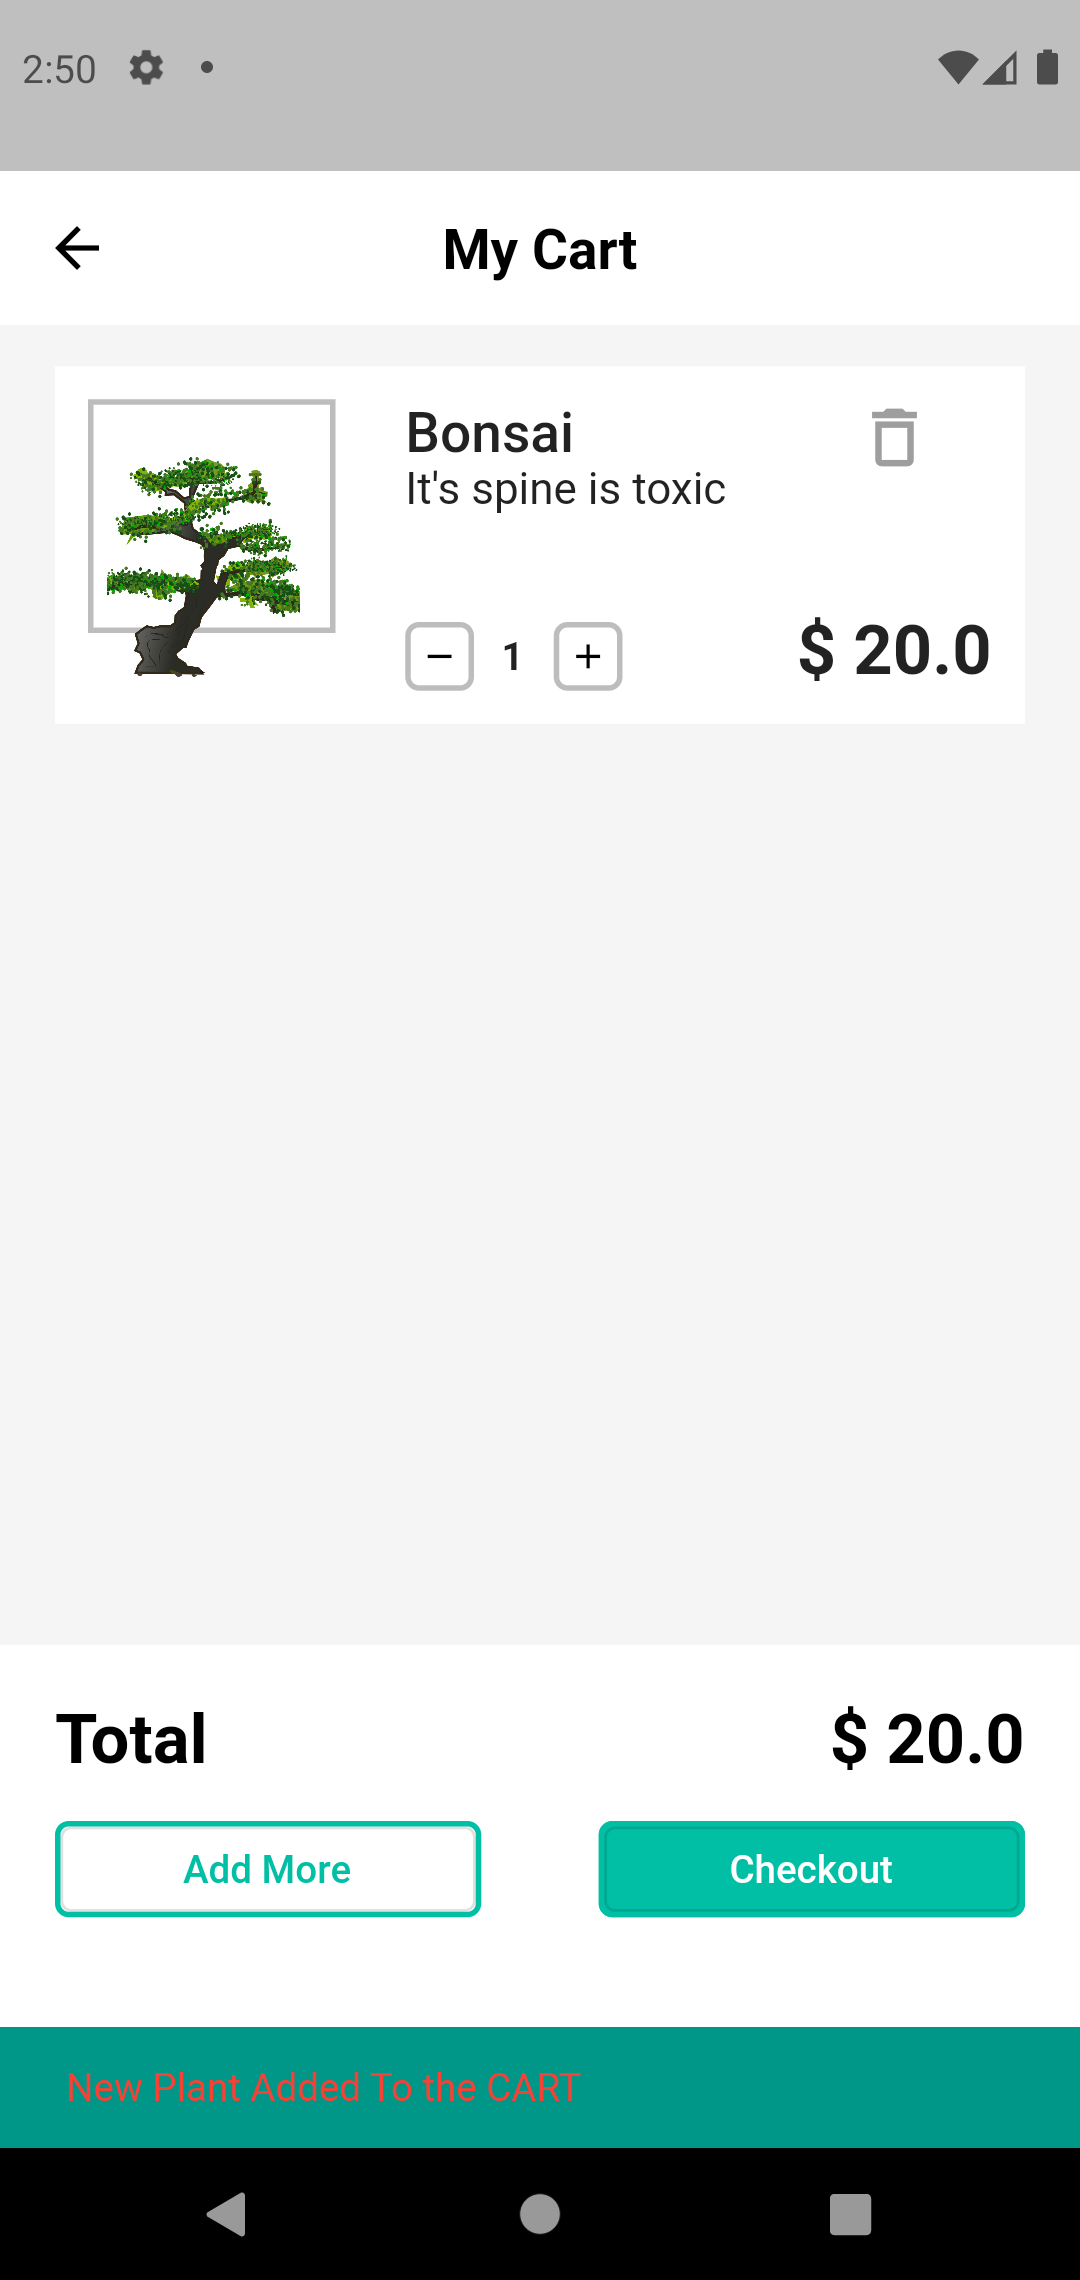 2:50
My Cart
Bonsai
It's spine is toxic
1
$ 20.0
Total
$ 20.0
Add More
Checkout
New Plant Added To the CART